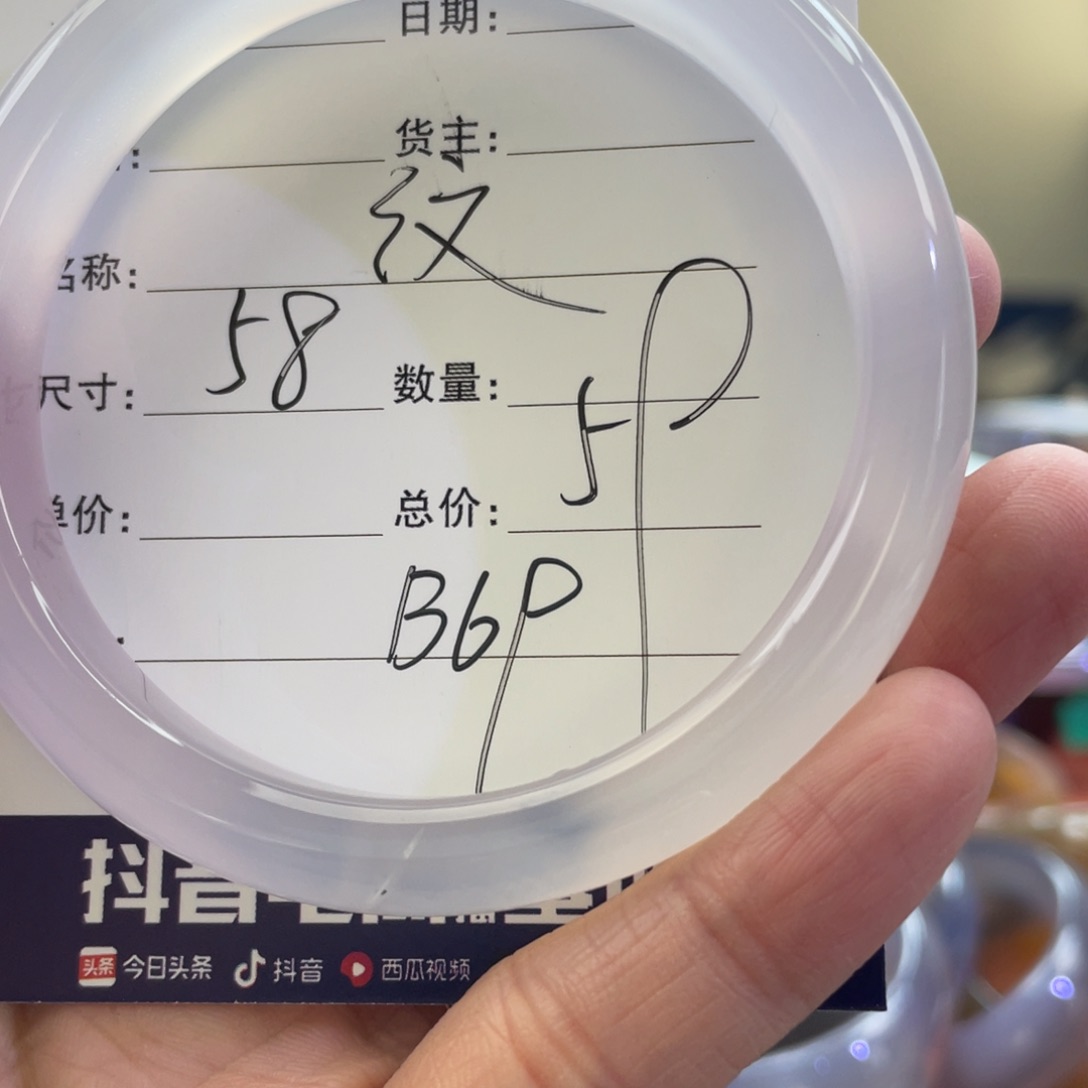 日期:
货主:
纹
名称:
58
尺寸:
数量:
5P
单价:
总价:
B6P
抖音
头条 今日头条 抖音 西瓜视频